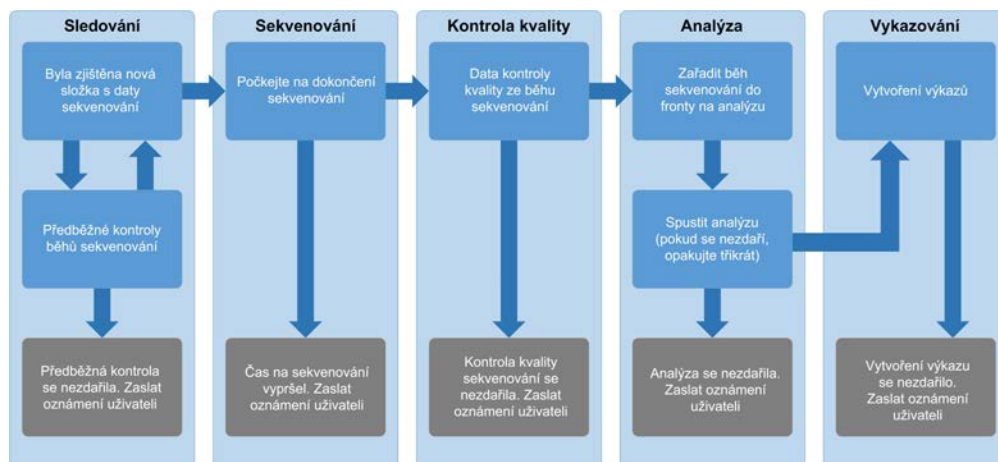 Sledování
Byla zjištěna nová
složka s daty
sekvenování
Předběžné kontroly
běhů sekvenování
Předběžná kontrola
se nezdařila. Zaslat
oznámení uživateli
Sekvenování
Počkejte na dokončení
sekvenování
Čas na sekvenování
vypršel. Zaslat
oznámení uživateli
Kontrola kvality
Data kontroly
kvality ze běhu
sekvenování
Kontrola kvality
sekvenování se
nezdařila. Zaslat
oznámení uživateli
Analýza
Zařadit běh
sekvenování do
fronty na analýzu
Spustit analýzu
(pokud se nezdaří,
opakujte třikrát)
Analýza se nezdařila.
Zaslat oznámení
uživateli
Vykazování
Vytvoření výkazů
Vytvoření výkazu
se nezdařilo.
Zaslat oznámení
uživateli